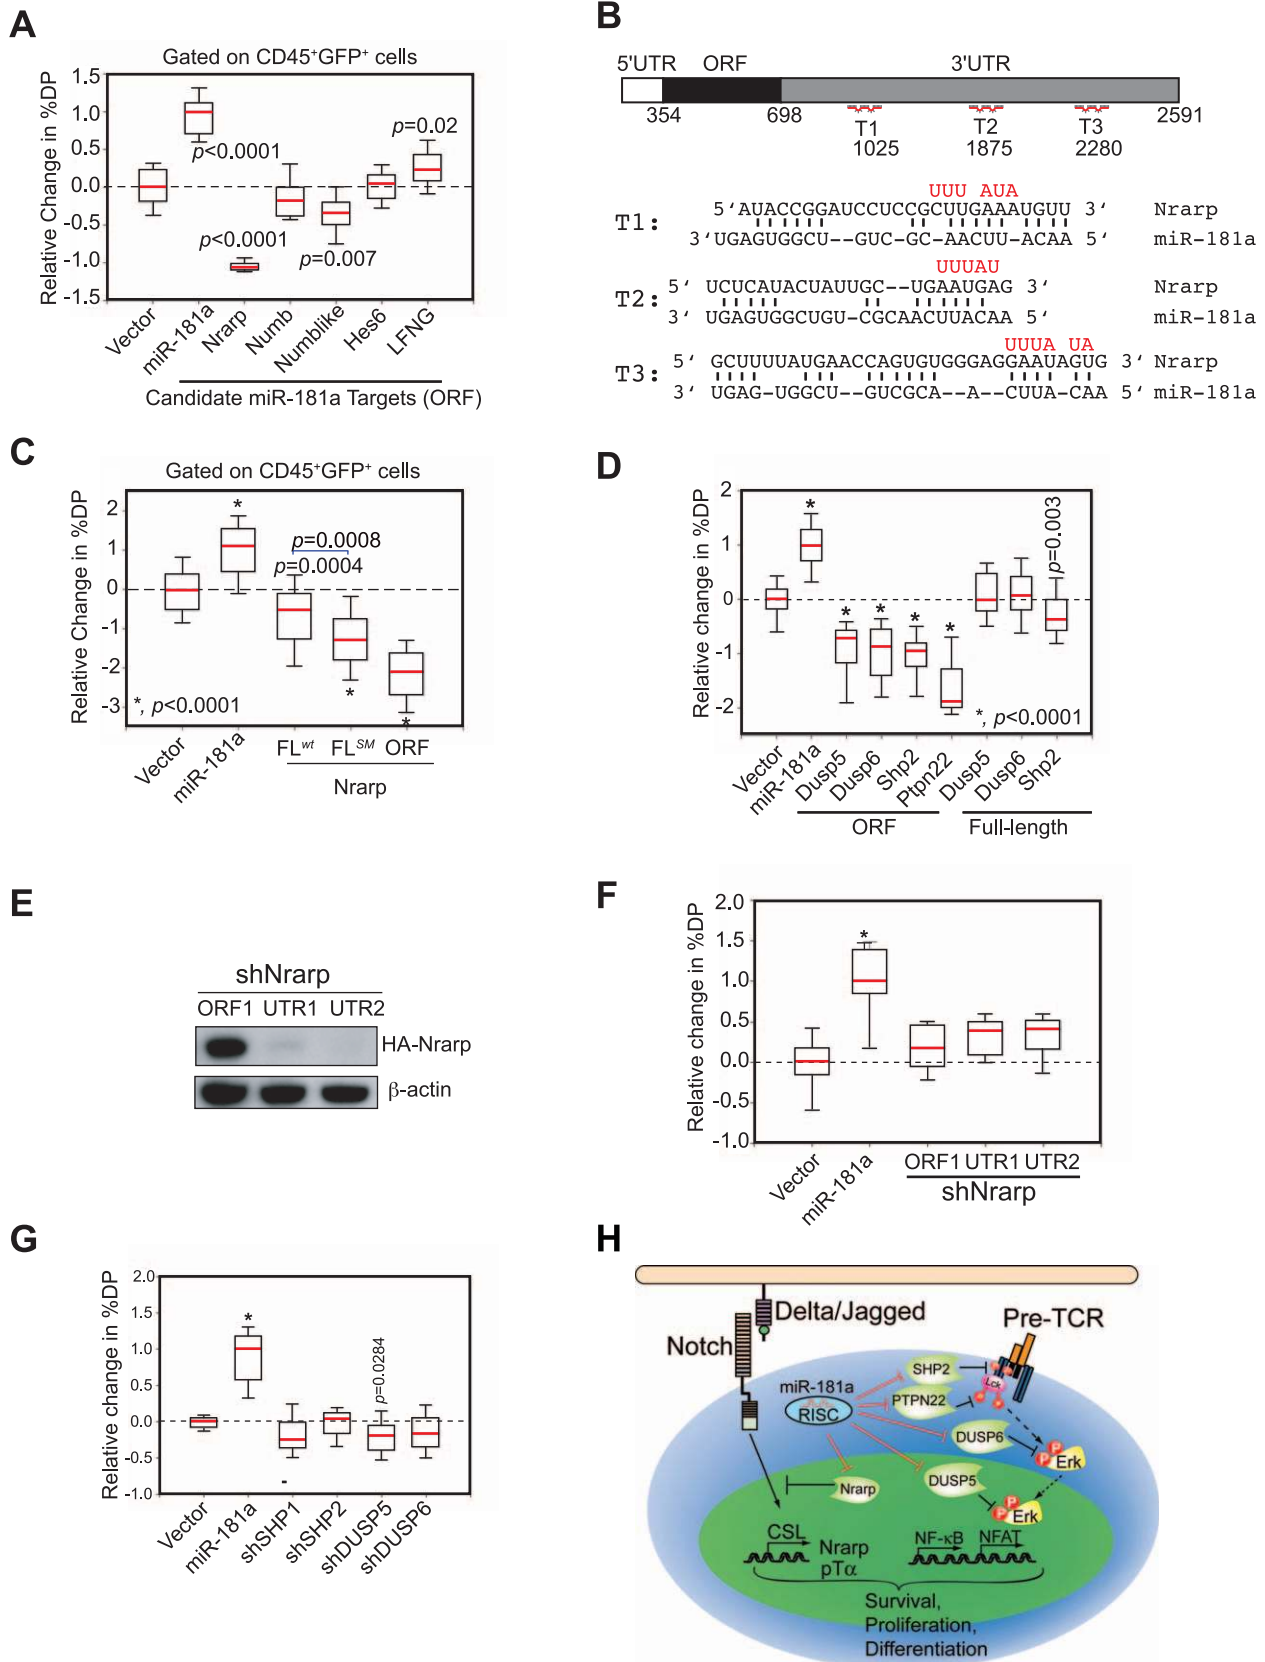 A
Gated on CD45+GFP+ cells
Relative Change in %DP
1.5
1.0
0.5
0.0
-0.5
-1.0
-1.5
p<0.0001
p<0.0001
p=0.007
p=0.02
Vector
miR-181a
Nrarp
Numb
Numblike
Hes6
LFNG
Candidate miR-181a Targets (ORF)
B
5'UTR ORF 3'UTR
354 698 2591
T1 T2 T3
1025 1875 2280
UUU AUA
T1: 5‘AUACCGGAUCCUCCGCUUGAAAUGUU 3‘ Nrarp
3‘UGAGUGGCU--GUC-GC-AACUU-ACAA 5‘ miR-181a
UUUAU
T2: 5‘ UCUCAUACUAUUGC--UGAAUGAG 3‘ Nrarp
3‘ UGAGUGGCUGU-CGCAACUUACAA 5‘ miR-181a
UUUA UA
T3: 5‘ GCUUUUAUGAACCAGUGUGGGAGGAAUAGUG 3‘ Nrarp
3‘ UGAG-UGGCU--GUCGCA--A--CUUA-CAA 5‘ miR-181a
C
Gated on CD45+GFP+ cells
Relative Change in %DP
2
1
0
-1
-2
-3
*
p=0.0008
p=0.0004
*
*
*, p<0.0001
Vector
miR-181a
FLwt FLSM ORF
Nrarp
D
Relative change in %DP
2
1
0
-1
-2
*
* * * *
p=0.003
*, p<0.0001
Vector
miR-181a
Dusp5
Dusp6
Shp2
Ptpn22
Dusp5
Dusp6
Shp2
ORF Full-length
E
shNrarp
ORF1 UTR1 UTR2
HA-Nrarp
β-actin
F
Relative change in %DP
2.0
1.5
1.0
0.5
0.0
-0.5
-1.0
*
Vector
miR-181a
ORF1 UTR1 UTR2
shNrarp
G
Relative change in %DP
2.0
1.5
1.0
0.5
0.0
-0.5
-1.0
*
p=0.0284
Vector
miR-181a
shSHP1
shSHP2
shDUSP5
shDUSP6
H
Delta/Jagged
Notch
Pre-TCR
SHP2
Lck
miR-181a
RISC
PTPN22
DUSP6
P
P
Erk
DUSP5
Nrarp
P
P
Erk
CSL
Nrarp
pTα
NF-κB NFAT
Survival,
Proliferation,
Differentiation